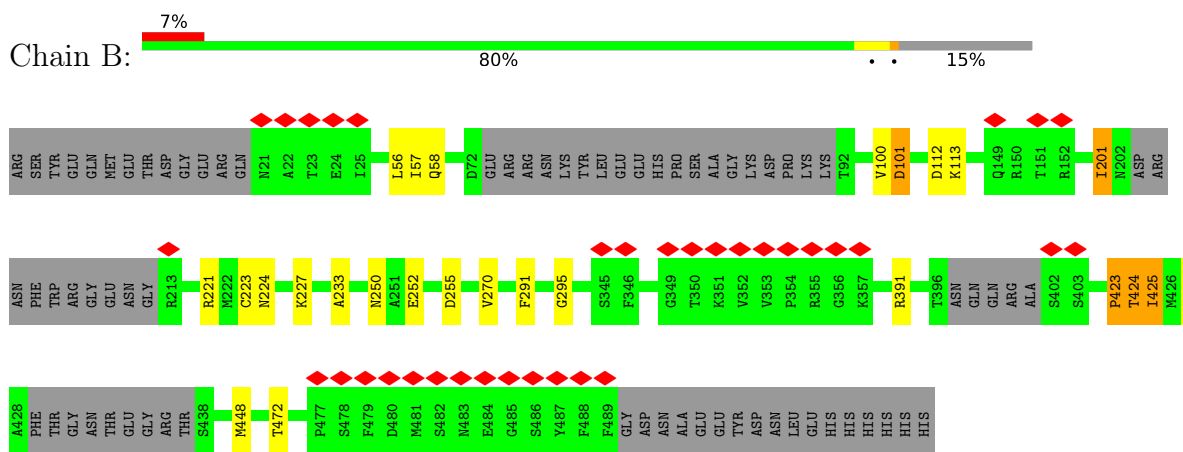 7%
Chain B:
80% • • 15%
ARG SER TYR GLU GLN MET GLU THR ASP GLY GLU ARG GLN N21 A22 T23 E24 I25 L56 I57 Q58 D72 GLU ARG ARG ASN LYS TYR LEU GLU GLU HIS PRO SER ALA GLY LYS ASP PRO LYS LYS T92 V100 D101 D112 K113 Q149 R150 T151 R152 I201 N202 ASP ARG
ASN PHE TRP ARG GLY GLU ASN GLY R213 R221 M222 C223 N224 K227 A233 N250 A251 E252 D255 V270 F291 G295 S345 F346 G349 T350 K351 V352 V353 F354 R355 G356 K357 R391 T396 ASN GLN GLN ARG ALA S402 S403 P423 T424 I425 M426
A428 PHE THR GLY ASN THR GLU GLY ARG THR S438 M448 T472 P477 S478 F479 D480 M481 S482 N483 E484 G485 S486 Y487 F488 F489 GLY ASP ASN ALA GLU GLU TYR ASP ASN LEU GLU HIS HIS HIS HIS HIS HIS